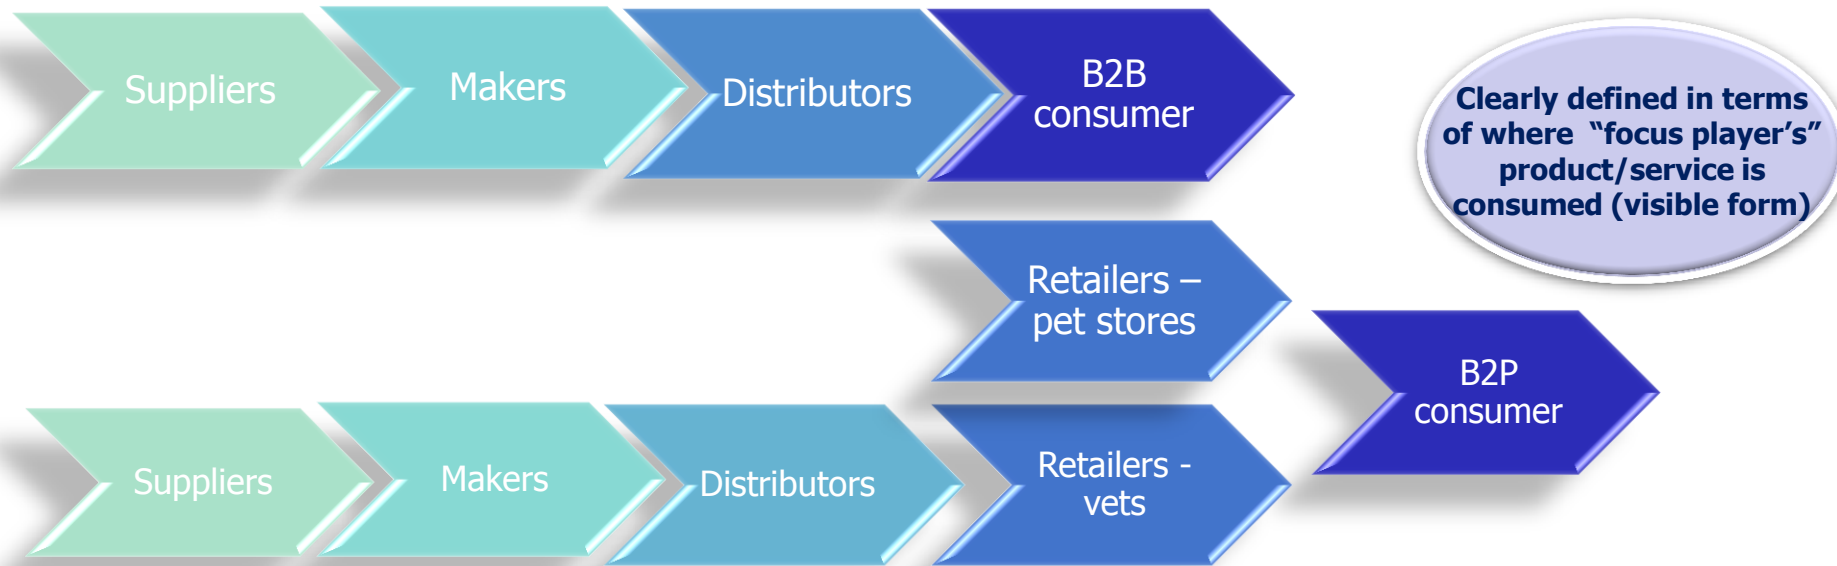 Suppliers
Makers
Distributors
B2B
consumer
Clearly defined in terms
of where “focus player’s”
product/service is
consumed (visible form)
Retailers –
pet stores
B2P
consumer
Suppliers
Makers
Distributors
Retailers -
vets